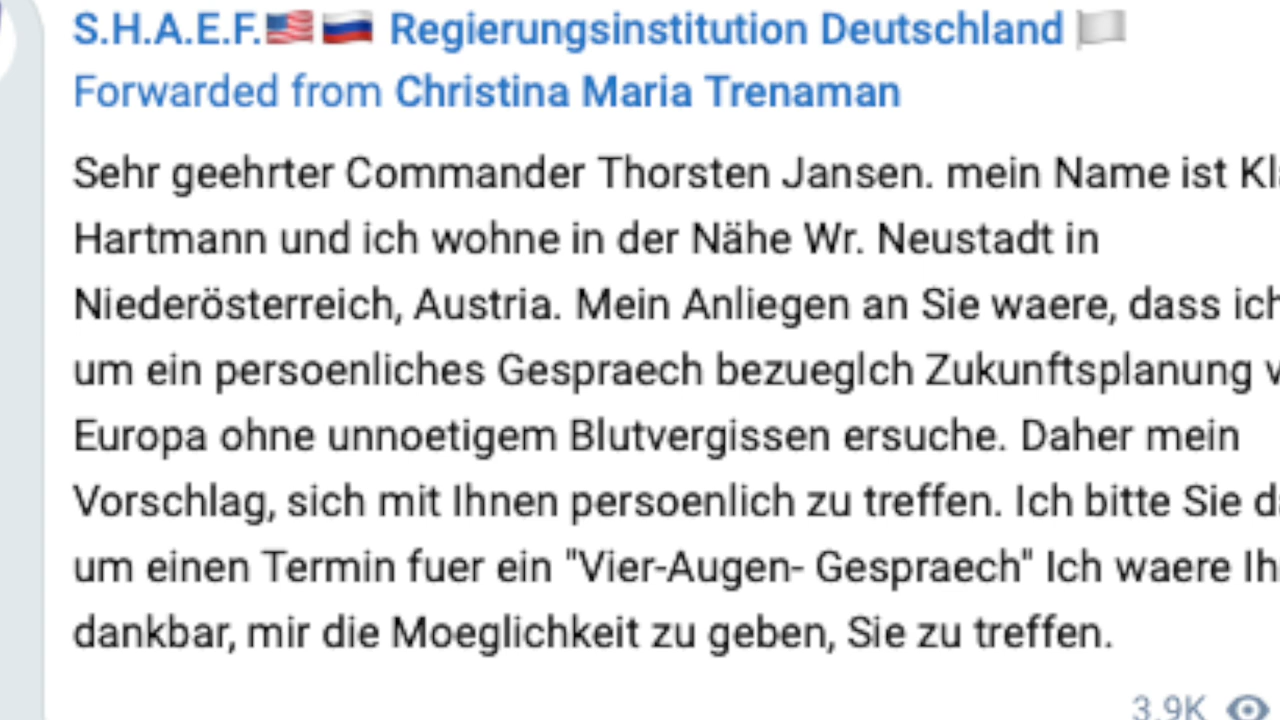 S.H.A.E.F.🇺🇸🇷🇺 Regierungsinstitution Deutschland 🏳
Forwarded from Christina Maria Trenaman
Sehr geehrter Commander Thorsten Jansen. mein Name ist
Hartmann und ich wohne in der Nähe Wr. Neustadt in
Niederösterreich, Austria. Mein Anliegen an Sie waere, dass ich
um ein persoenliches Gespraech bezueglch Zukunftsplanung
Europa ohne unnoetigem Blutvergissen ersuche. Daher mein
Vorschlag, sich mit Ihnen persoenlich zu treffen. Ich bitte Sie
um einen Termin fuer ein "Vier-Augen- Gespraech" Ich waere
dankbar, mir die Moeglichkeit zu geben, Sie zu treffen.
3.9K